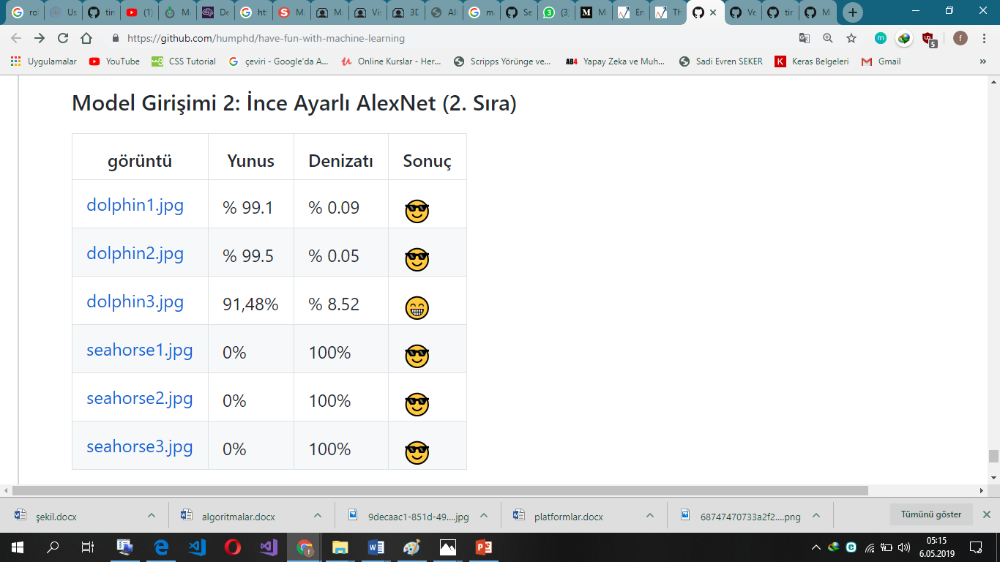 ro
Us
tir
(1)
M
De
ht
M
M
Vi
3D
Ali
m
Se
(3
M
Er
Th
Ve
tir
M
https://github.com/humphd/have-fun-with-machine-learning
m
5
f
Uygulamalar
YouTube
CSS Tutorial
çeviri - Google'da A...
Online Kurslar - Her...
Scripps Yörünge ve...
AB4 Yapay Zeka ve Muh...
Sadi Evren SEKER
K Keras Belgeleri
Gmail
»
Model Girişimi 2: İnce Ayarlı AlexNet (2. Sıra)
görüntü Yunus Denizatı Sonuç
dolphin1.jpg % 99.1 % 0.09
dolphin2.jpg % 99.5 % 0.05
dolphin3.jpg 91,48% % 8.52
seahorse1.jpg 0% 100%
seahorse2.jpg 0% 100%
seahorse3.jpg 0% 100%
şekil.docx
algoritmalar.docx
9decaac1-851d-49....jpg
platformlar.docx
68747470733a2f2....png
Tümünü göster
05:15
6.05.2019